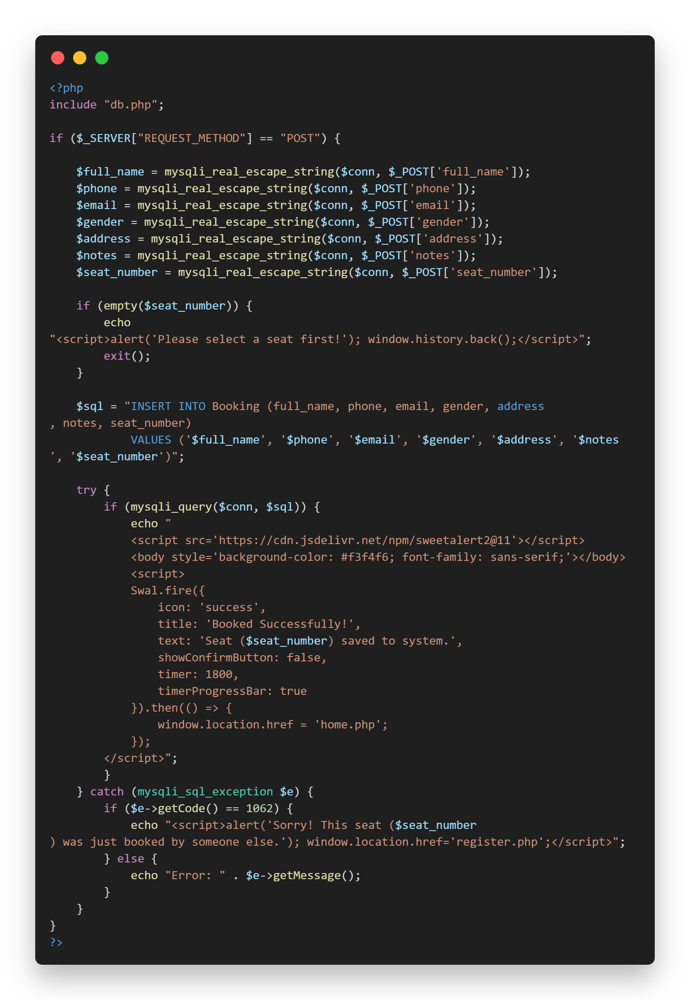 <?php
include "db.php";
if ($_SERVER["REQUEST_METHOD"] == "POST") {
    $full_name = mysqli_real_escape_string($conn, $_POST['full_name']);
    $phone = mysqli_real_escape_string($conn, $_POST['phone']);
    $email = mysqli_real_escape_string($conn, $_POST['email']);
    $gender = mysqli_real_escape_string($conn, $_POST['gender']);
    $address = mysqli_real_escape_string($conn, $_POST['address']);
    $notes = mysqli_real_escape_string($conn, $_POST['notes']);
    $seat_number = mysqli_real_escape_string($conn, $_POST['seat_number']);
    if (empty($seat_number)) {
        echo
"<script>alert('Please select a seat first!'); window.history.back();</script>";
        exit();
    }
    $sql = "INSERT INTO Booking (full_name, phone, email, gender, address
, notes, seat_number)
            VALUES ('$full_name', '$phone', '$email', '$gender', '$address', '$notes
', '$seat_number')";
    try {
        if (mysqli_query($conn, $sql)) {
            echo "
            <script src='https://cdn.jsdelivr.net/npm/sweetalert2@11'></script>
            <body style='background-color: #f3f4f6; font-family: sans-serif;'></body>
            <script>
            Swal.fire({
                icon: 'success',
                title: 'Booked Successfully!',
                text: 'Seat ($seat_number) saved to system.',
                showConfirmButton: false,
                timer: 1800,
                timerProgressBar: true
            }).then(() => {
                window.location.href = 'home.php';
            });
        </script>";
        }
    } catch (mysqli_sql_exception $e) {
        if ($e->getCode() == 1062) {
            echo "<script>alert('Sorry! This seat ($seat_number
) was just booked by someone else.'); window.location.href='register.php';</script>";
        } else {
            echo "Error: " . $e->getMessage();
        }
    }
}
?>